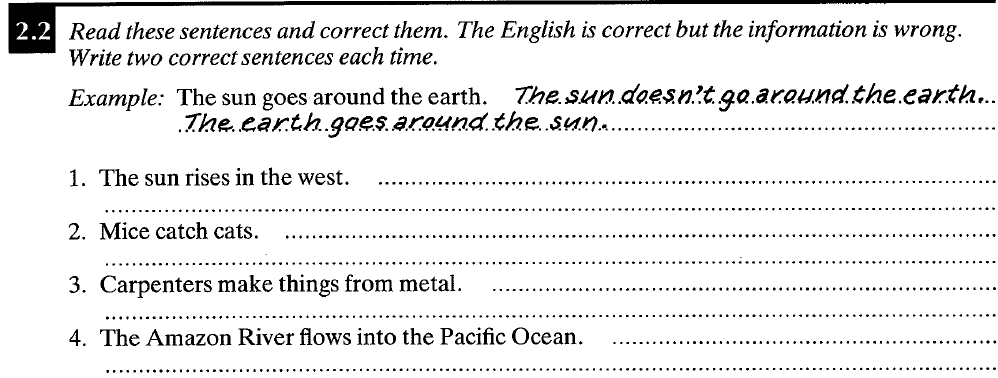 2.2 Read these sentences and correct them. The English is correct but the information is wrong.
Write two correct sentences each time.
Example: The sun goes around the earth. The sun doesn't go around the earth.
The earth goes around the sun.
1. The sun rises in the west.
2. Mice catch cats.
3. Carpenters make things from metal.
4. The Amazon River flows into the Pacific Ocean.